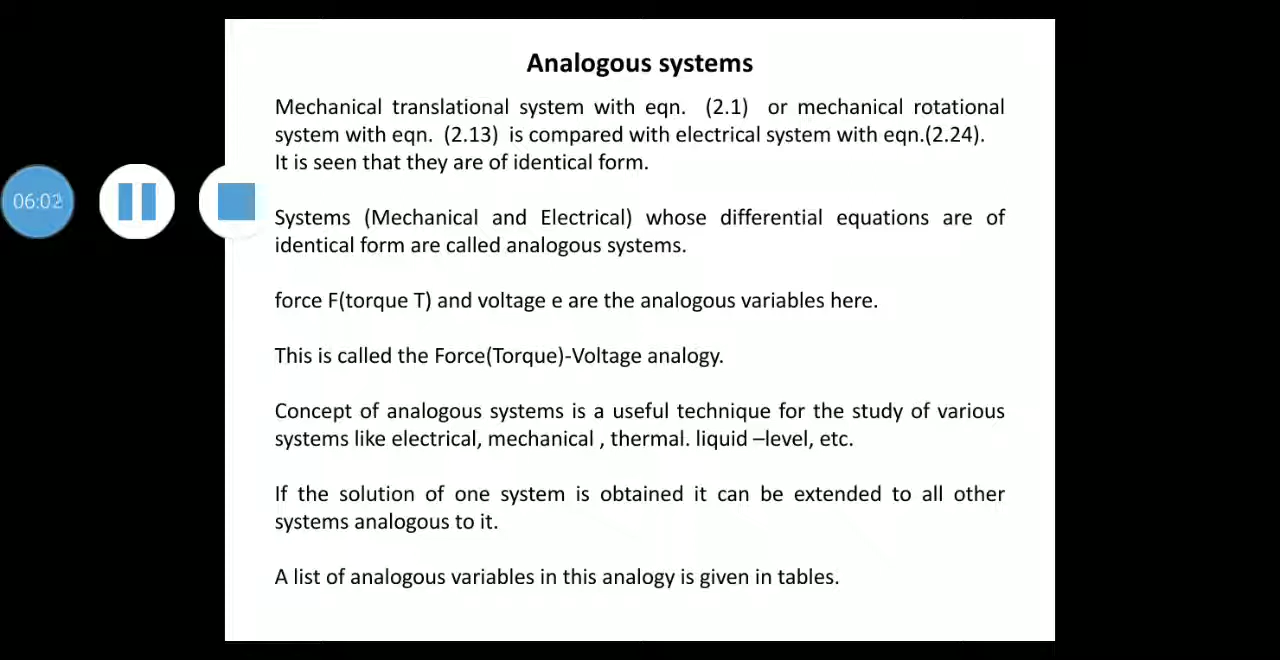 Analogous systems
Mechanical translational system with eqn. (2.1) or mechanical rotational
system with eqn. (2.13) is compared with electrical system with eqn.(2.24).
It is seen that they are of identical form.
06:02
Systems (Mechanical and Electrical) whose differential equations are of
identical form are called analogous systems.
force F(torque T) and voltage e are the analogous variables here.
This is called the Force(Torque)-Voltage analogy.
Concept of analogous systems is a useful technique for the study of various
systems like electrical, mechanical , thermal. liquid –level, etc.
If the solution of one system is obtained it can be extended to all other
systems analogous to it.
A list of analogous variables in this analogy is given in tables.